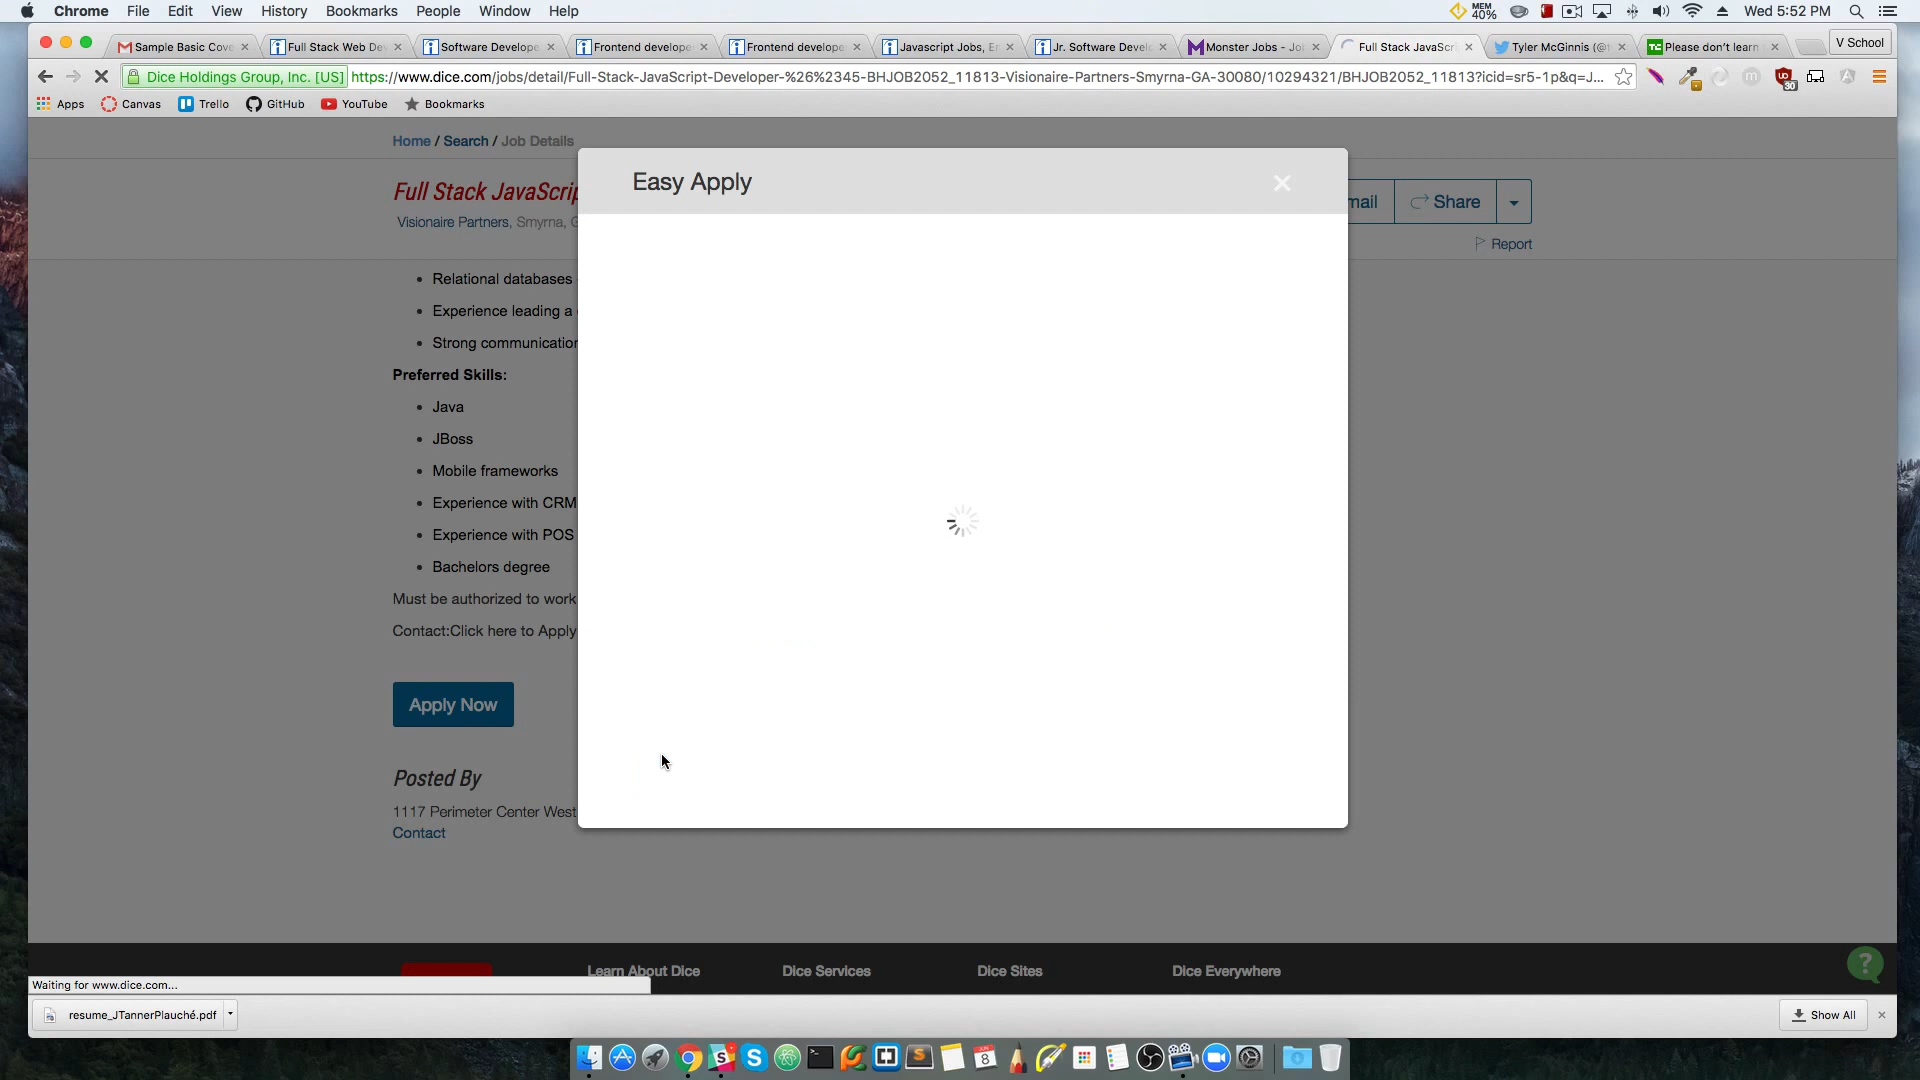 Chrome File Edit View History Bookmarks People Window Help MEM 40% Wed 5:52 PM
Sample Basic Cove Full Stack Web De Software Develope Frontend develope Frontend develope Javascript Jobs, E Jr. Software Devel Monster Jobs - Jo Full Stack JavaScri Tyler McGinnis (@t Please don't learn V School
Dice Holdings Group, Inc. [US] https://www.dice.com/jobs/detail/Full-Stack-JavaScript-Developer-%26%2345-BHJOB2052_11813-Visionaire-Partners-Smyrna-GA-30080/10294321/BHJOB2052_11813?icid=sr5-1p&q=J... 30
Apps Canvas Trello GitHub YouTube Bookmarks
Home / Search / Job Details
Easy Apply
Full Stack JavaScrip
mail Share
Visionaire Partners, Smyrna, G
Report
Relational databases
Experience leading a
Strong communication
Preferred Skills:
Java
JBoss
Mobile frameworks
Experience with CRM
Experience with POS
Bachelors degree
Must be authorized to work
Contact:Click here to Apply
Apply Now
Posted By
1117 Perimeter Center West
Contact
Learn About Dice Dice Services Dice Sites Dice Everywhere
Waiting for www.dice.com...
resume_JTannerPlauché.pdf Show All
8